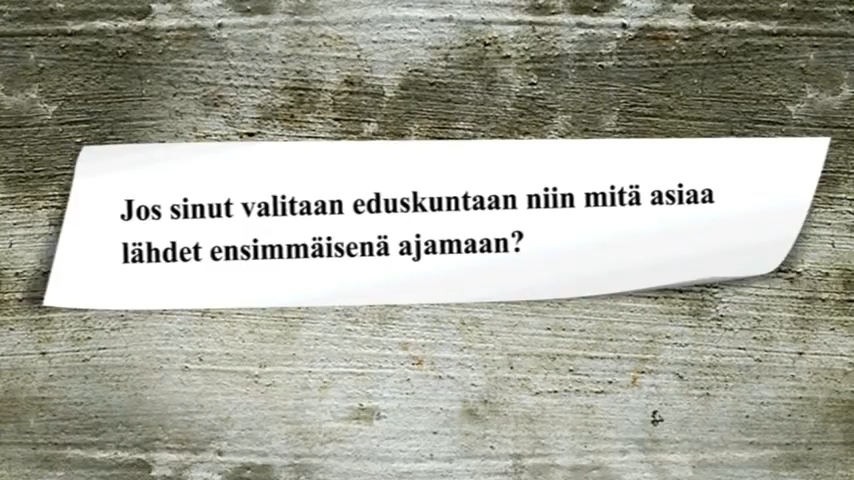 Jos sinut valitaan eduskuntaan niin mitä asiaa
lähdet ensimmäisenä ajamaan?